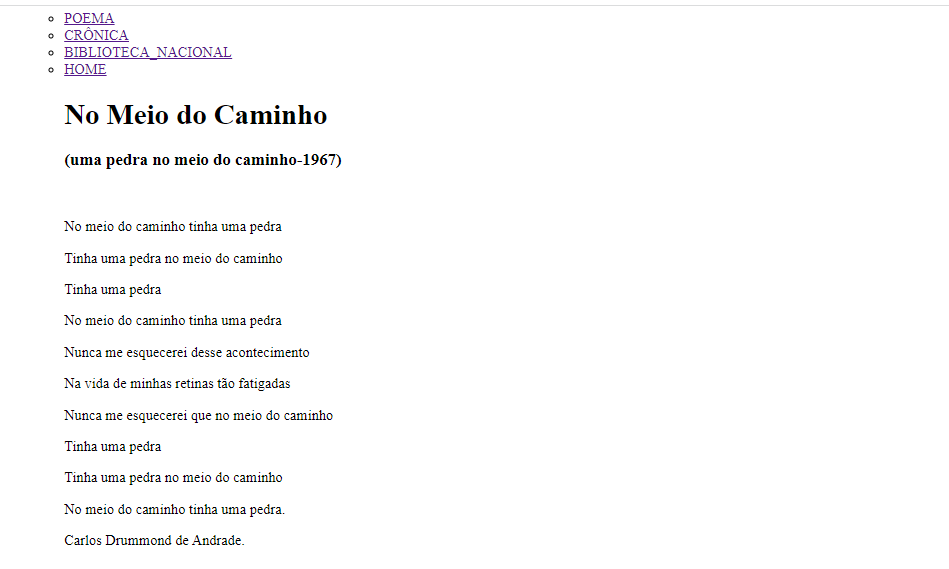 POEMA
CRÔNICA
BIBLIOTECA_NACIONAL
HOME
No Meio do Caminho
(uma pedra no meio do caminho-1967)
No meio do caminho tinha uma pedra
Tinha uma pedra no meio do caminho
Tinha uma pedra
No meio do caminho tinha uma pedra
Nunca me esquecerei desse acontecimento
Na vida de minhas retinas tão fatigadas
Nunca me esquecerei que no meio do caminho
Tinha uma pedra
Tinha uma pedra no meio do caminho
No meio do caminho tinha uma pedra.
Carlos Drummond de Andrade.